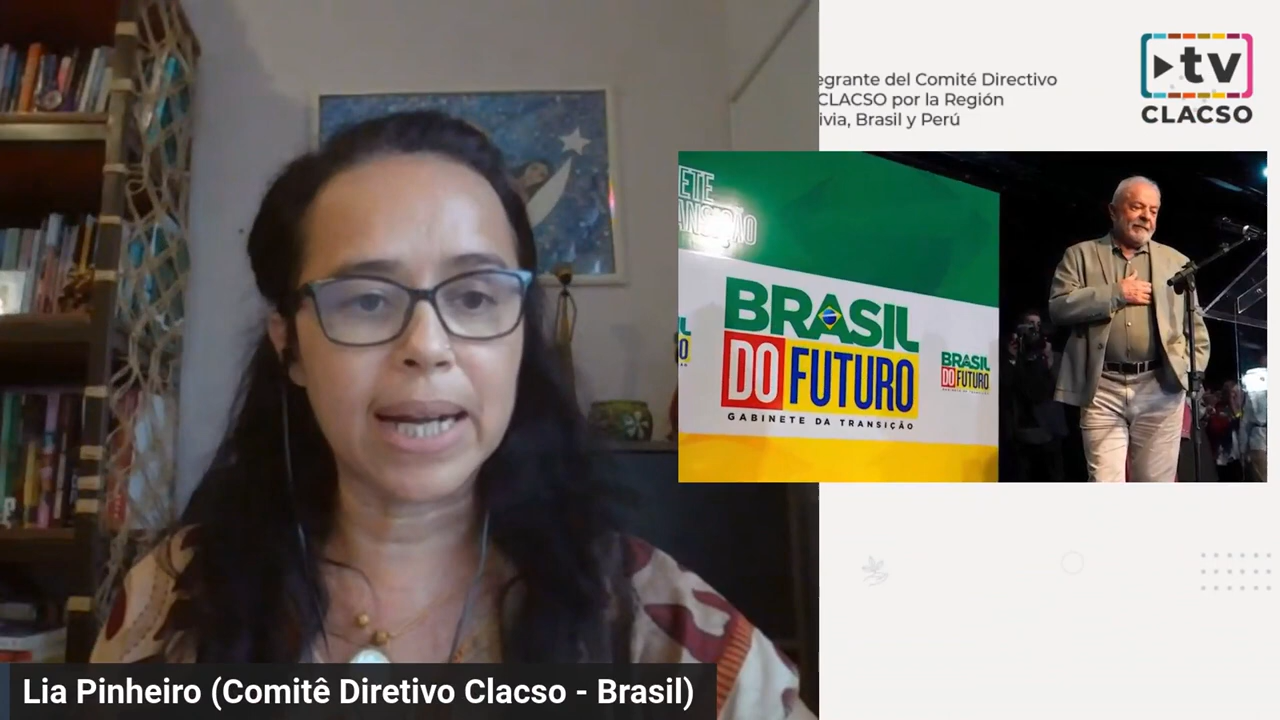 egrante del Comité Directivo
CLACSO por la Región
ivia, Brasil y Perú
tv
CLACSO
ETE
ANSIÇÃO
BRASIL
DO FUTURO
GABINETE DA TRANSIÇÃO
BRASIL
DO FUTURO
Lia Pinheiro (Comitê Diretivo Clacso - Brasil)